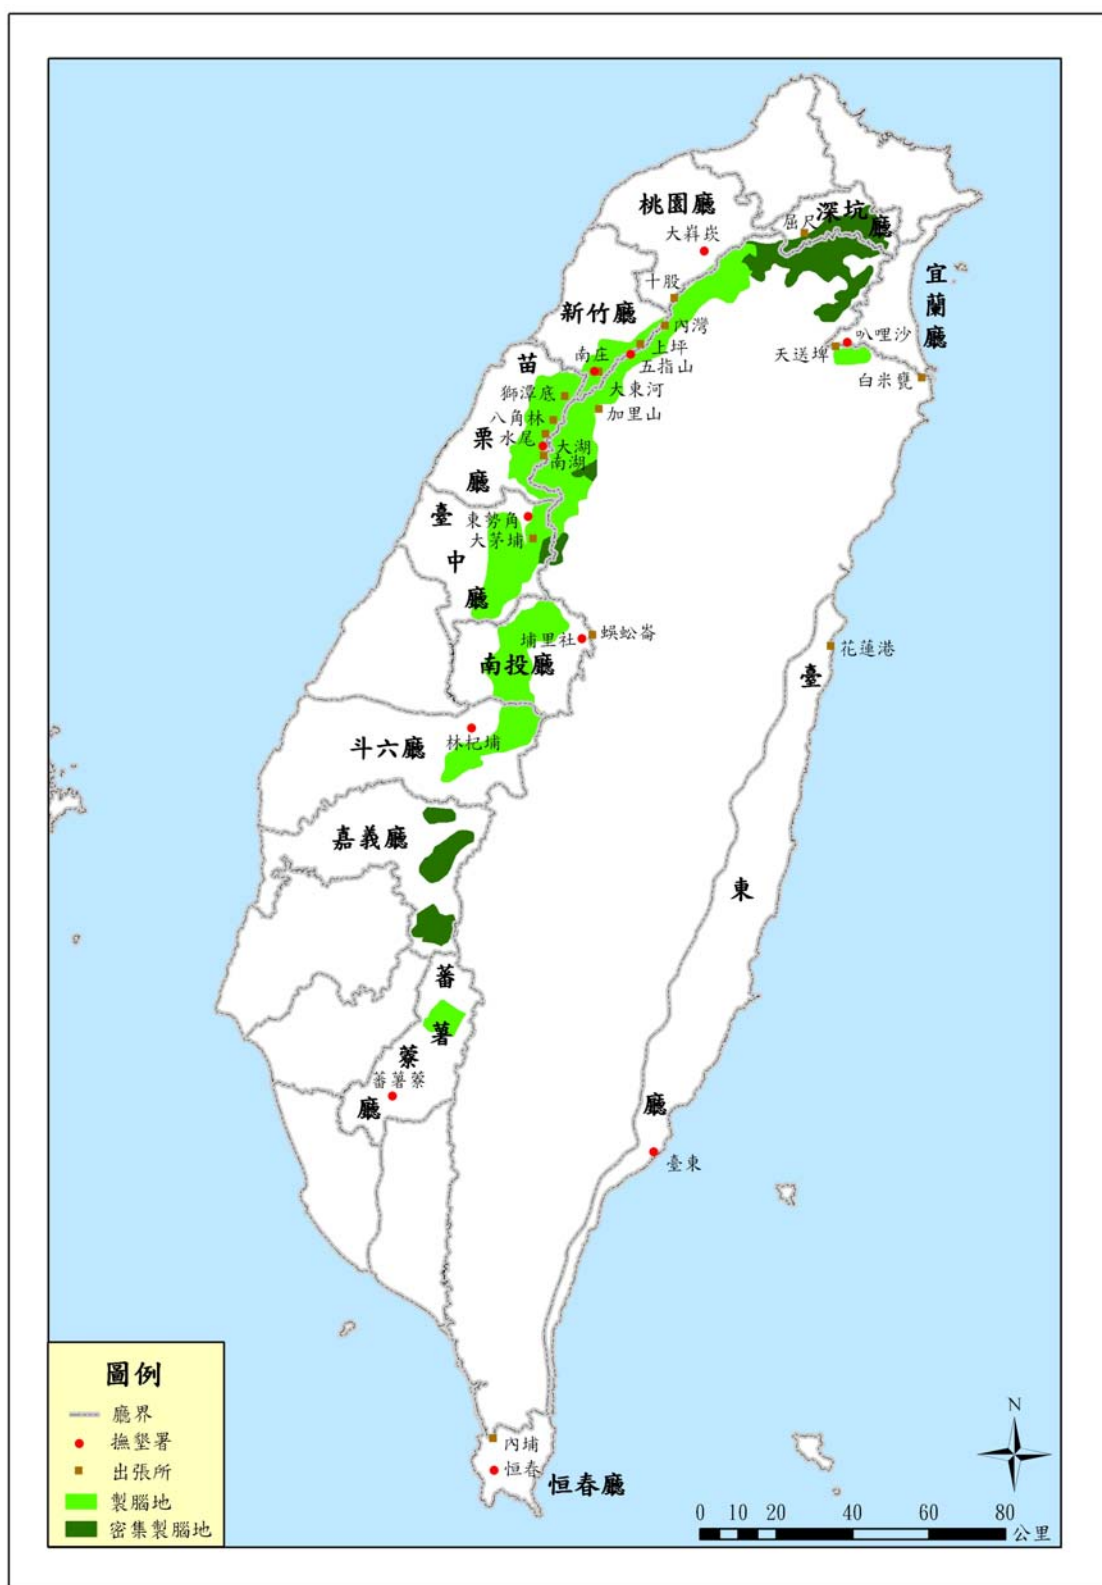 桃園廳
大嵙崁
深坑廳
屈尺
宜蘭廳
十股
新竹廳
內灣
叭哩沙
天送埤
上坪
南庄
五指山
白米甕
苗栗廳
獅潭底
大東河
加里山
八角林
水尾
大湖
南湖
臺中廳
東勢角
大茅埔
蜈蚣崙
埔里社
花蓮港
南投廳
臺東廳
斗六廳
林杞埔
嘉義廳
蕃薯藔廳
蕃薯藔
臺東
圖例
廳界
撫墾署
出張所
製腦地
密集製腦地
內埔
恒春
恒春廳
N
0 10 20 40 60 80
公里